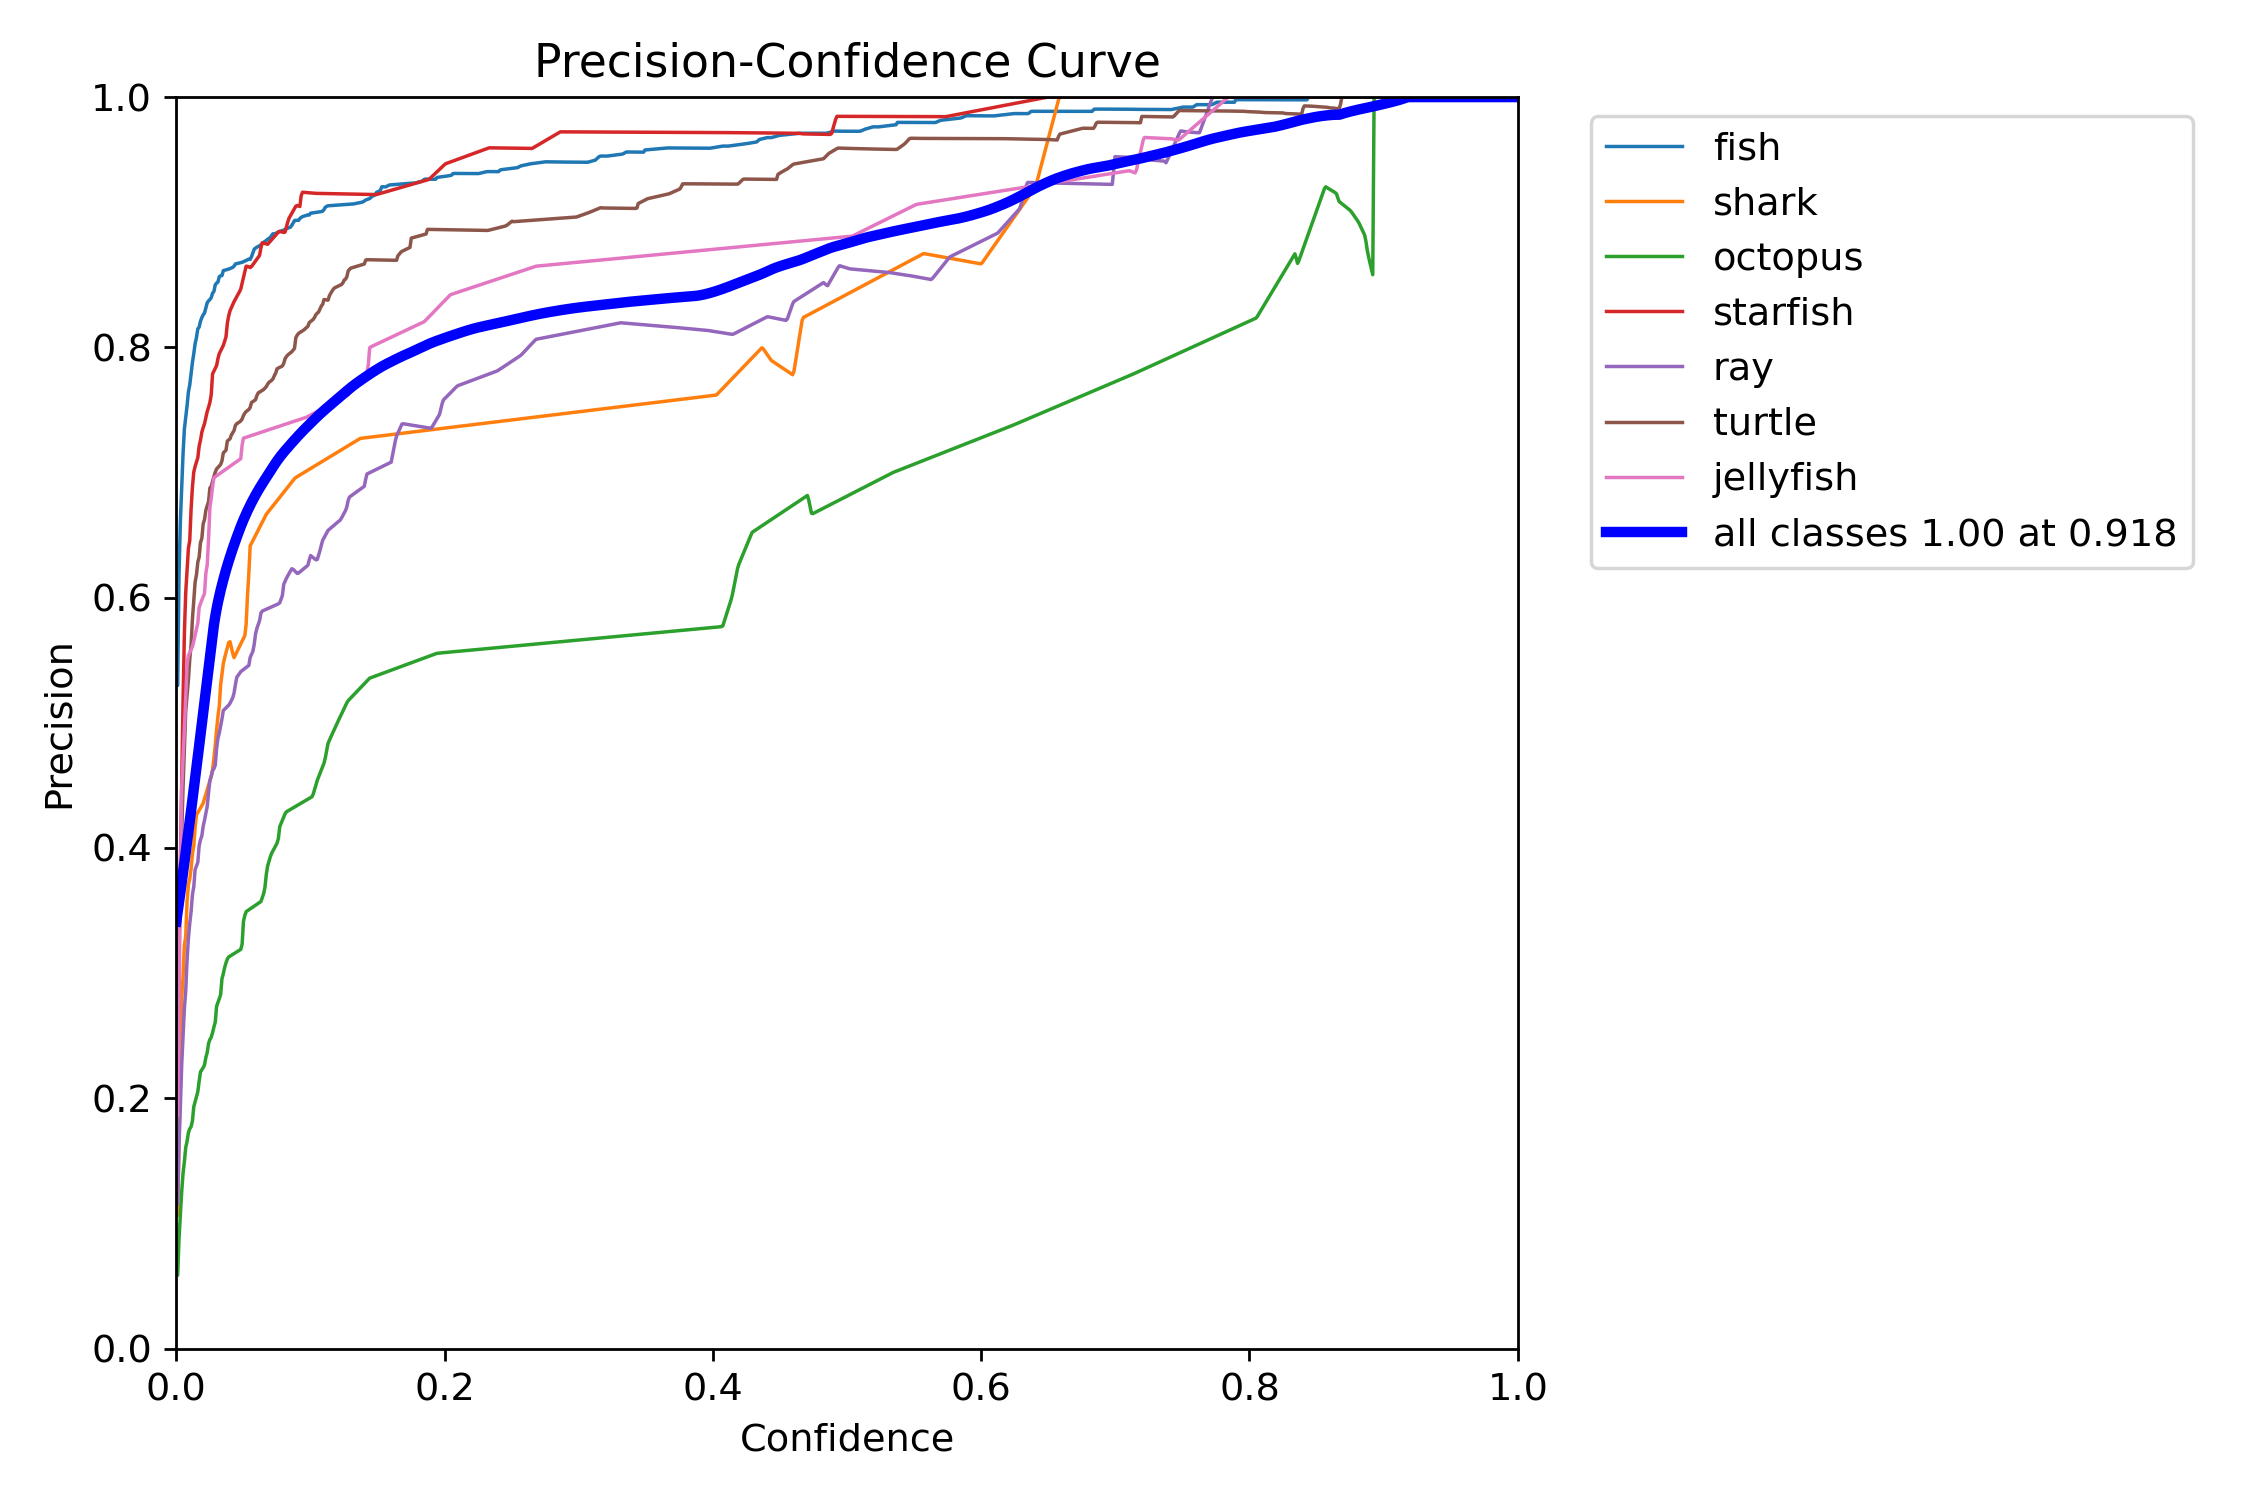 Precision-Confidence Curve
1.0
0.8
0.6
0.4
0.2
0.0
Precision
0.0 0.2 0.4 0.6 0.8 1.0
Confidence
fish
shark
octopus
starfish
ray
turtle
jellyfish
all classes 1.00 at 0.918